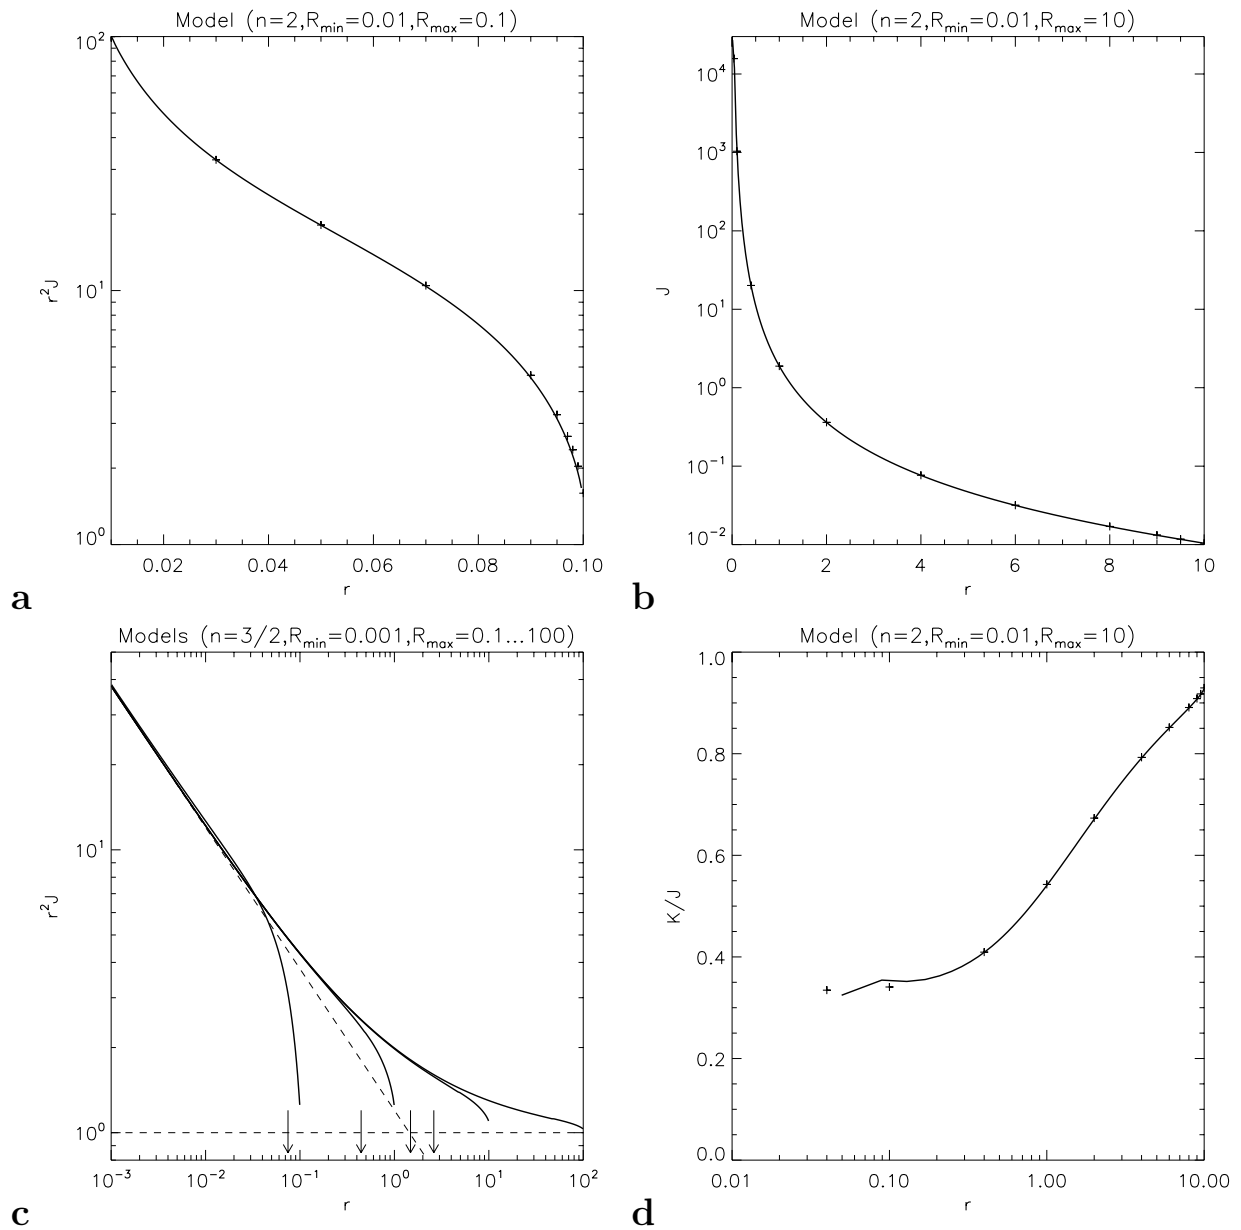 Model (n=2,R_min=0.01,R_max=0.1)
10^2
10^1
10^0
r^2J
0.02 0.04 0.06 0.08 0.10
r
a
Model (n=2,R_min=0.01,R_max=10)
10^4
10^3
10^2
10^1
10^0
10^-1
10^-2
J
0 2 4 6 8 10
r
b
Models (n=3/2,R_min=0.001,R_max=0.1...100)
10^1
10^0
r^2J
10^-3 10^-2 10^-1 10^0 10^1 10^2
r
c
Model (n=2,R_min=0.01,R_max=10)
1.0
0.8
0.6
0.4
0.2
0.0
K/J
0.01 0.10 1.00 10.00
r
d